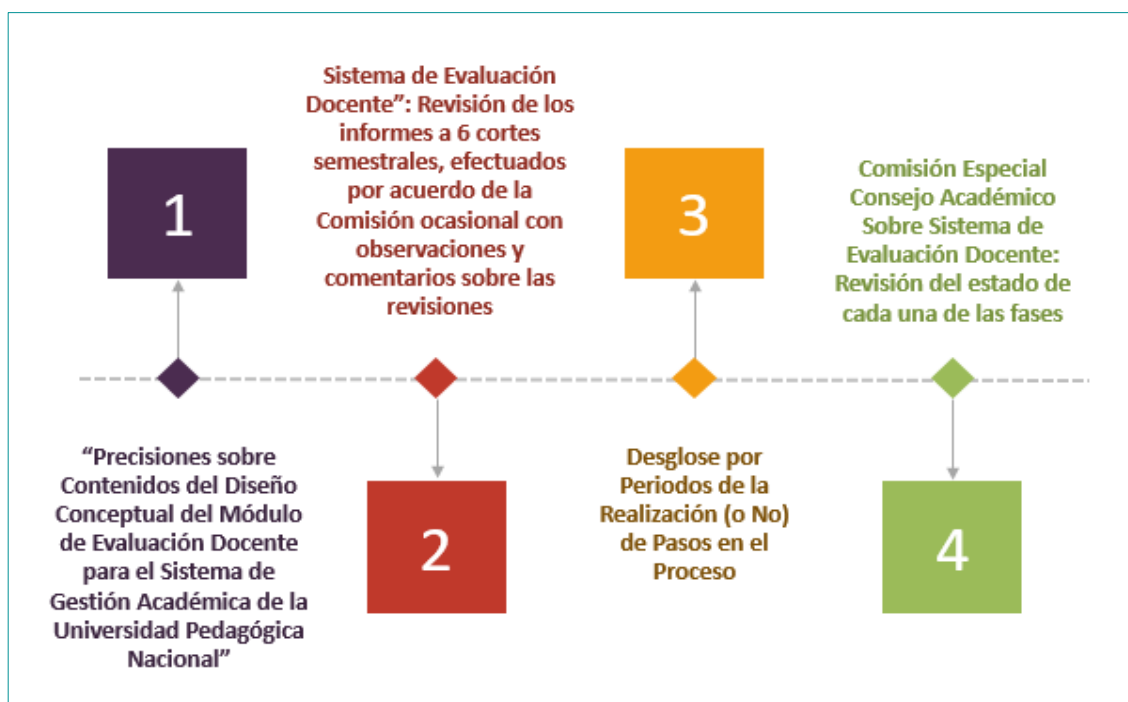 1
“Precisiones sobre
Contenidos del Diseño
Conceptual del Módulo
de Evaluación Docente
para el Sistema de
Gestión Académica de la
Universidad Pedagógica
Nacional”
Sistema de Evaluación
Docente”: Revisión de los
informes a 6 cortes
semestrales, efectuados
por acuerdo de la
Comisión ocasional con
observaciones y
comentarios sobre las
revisiones
2
3
Desglose por
Periodos de la
Realización (o No)
de Pasos en el
Proceso
Comisión Especial
Consejo Académico
Sobre Sistema de
Evaluación Docente:
Revisión del estado de
cada una de las fases
4